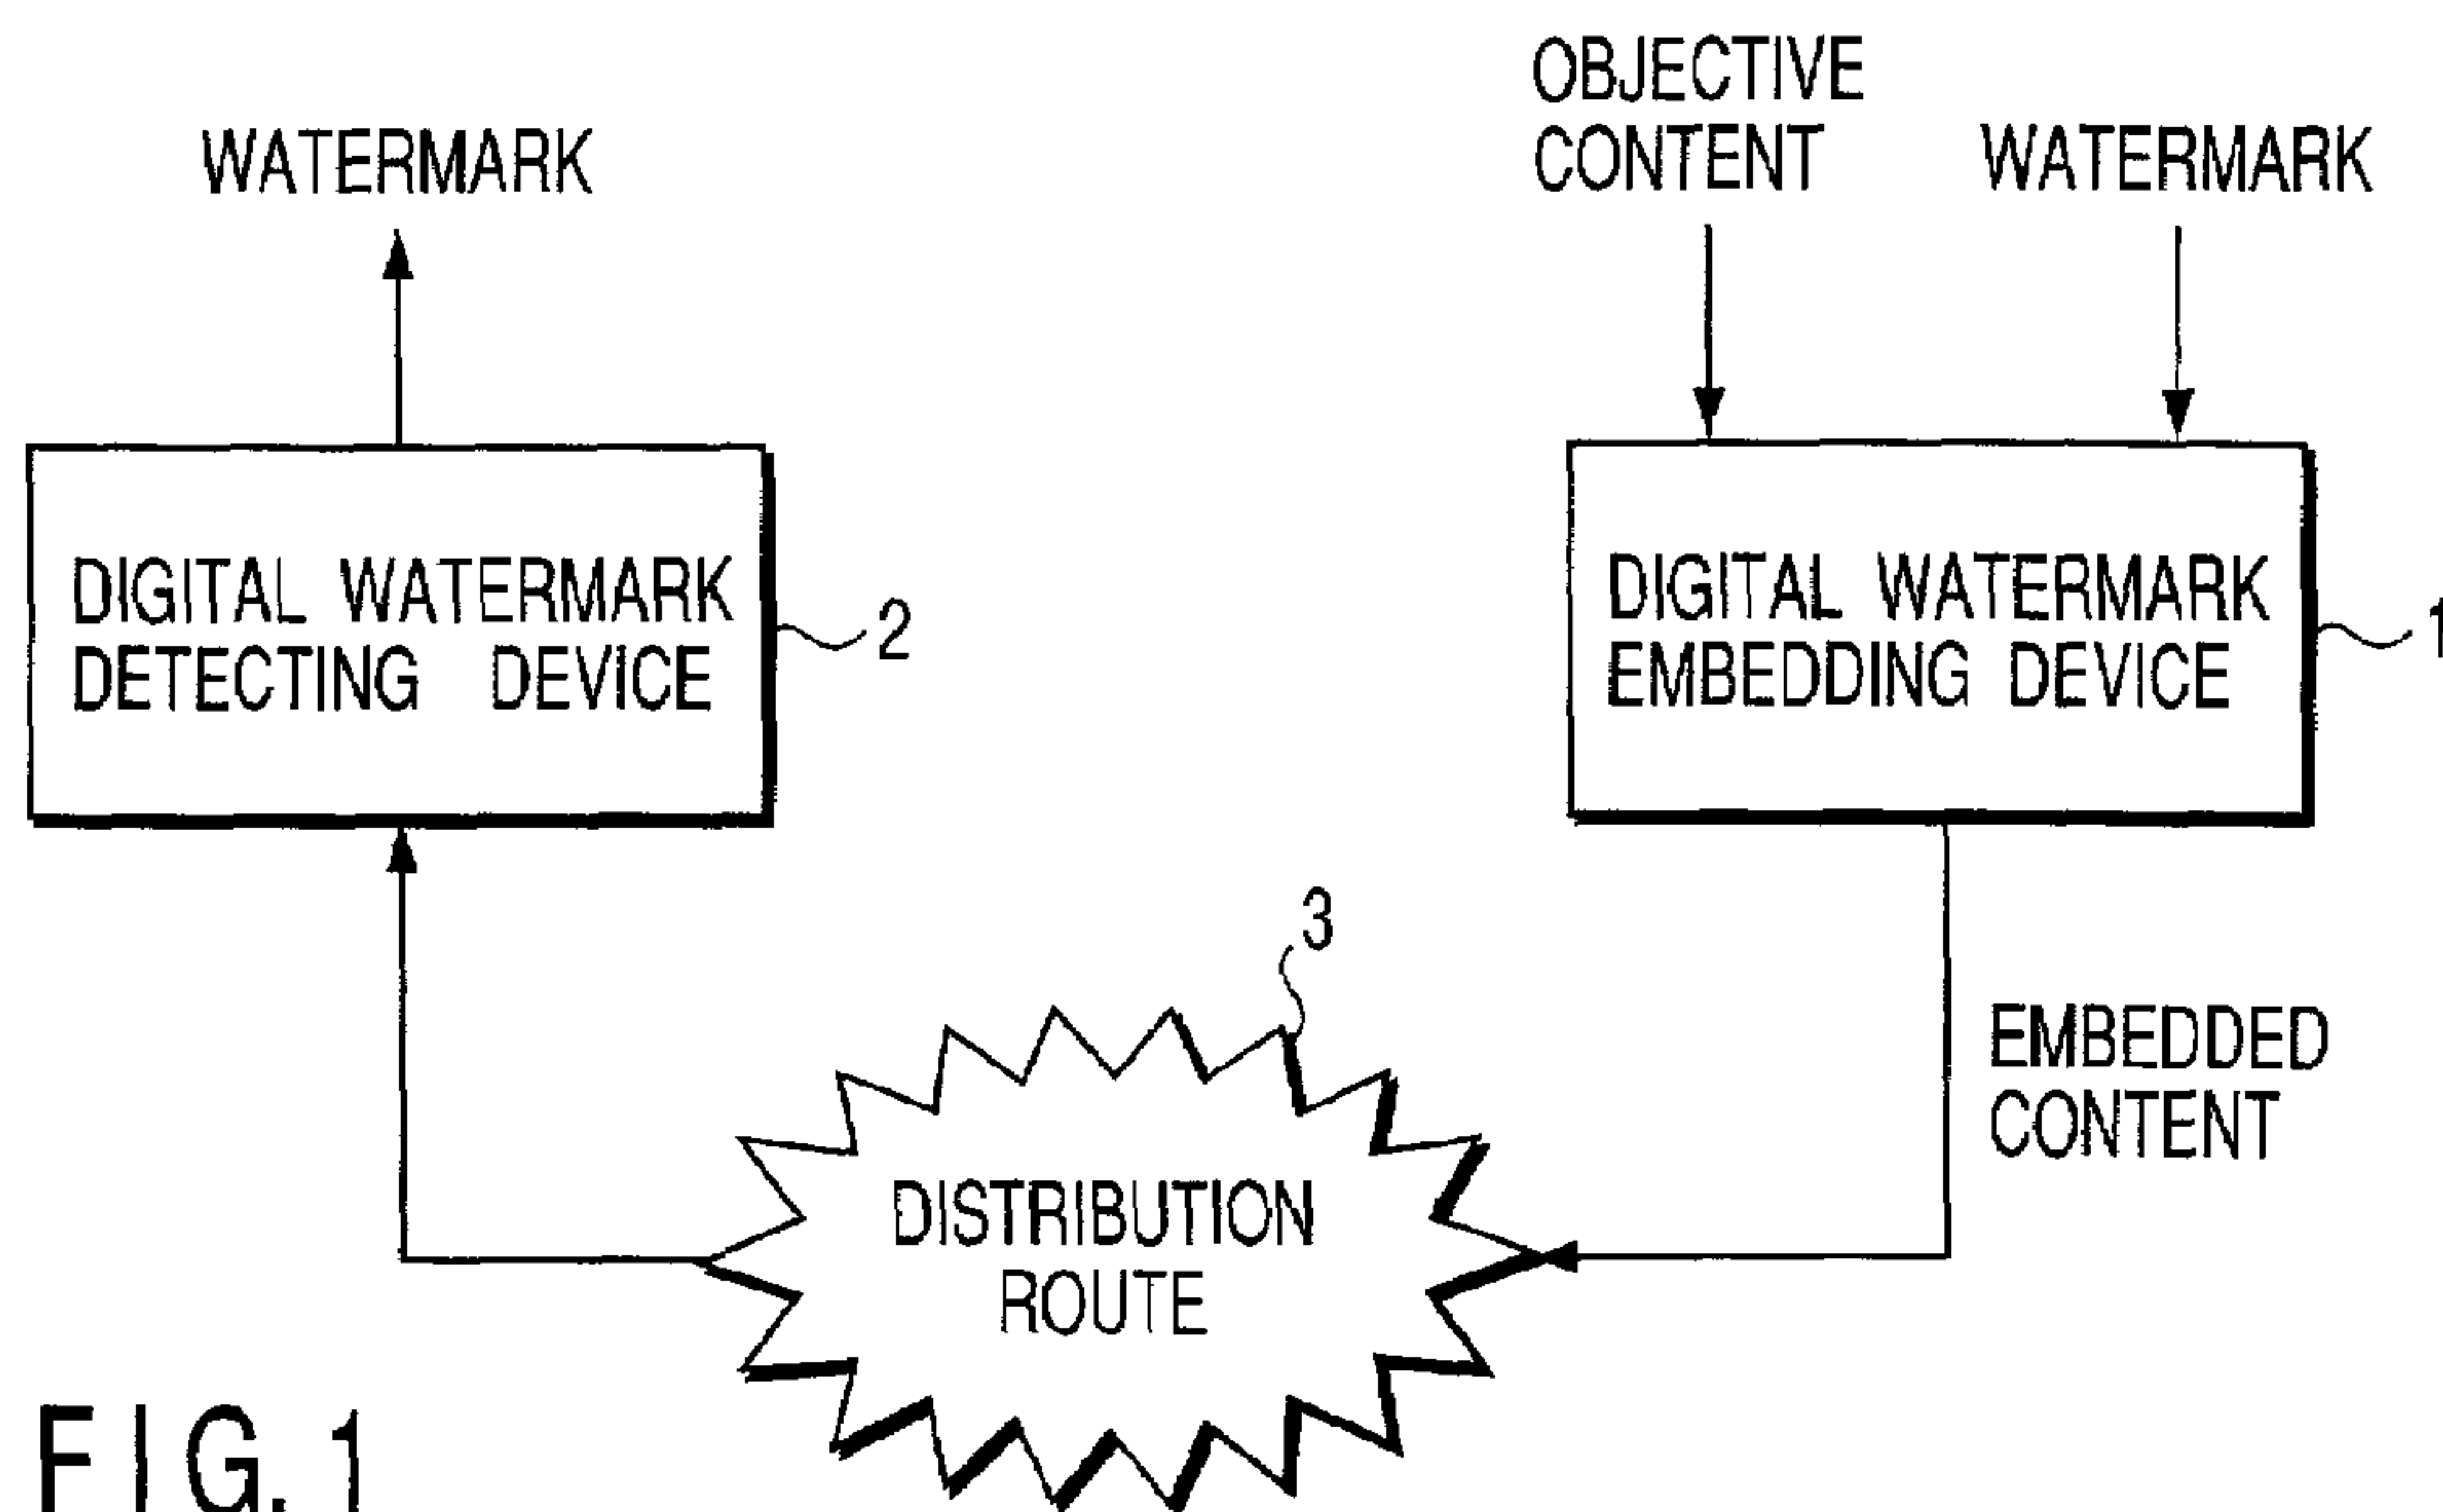 WATERMARK
OBJECTIVE
CONTENT
WATERMARK
DIGITAL WATERMARK
DETECTING DEVICE
2
DIGITAL WATERMARK
EMBEDDING DEVICE
1
3
EMBEDDED
CONTENT
DISTRIBUTION
ROUTE
FIG. 1